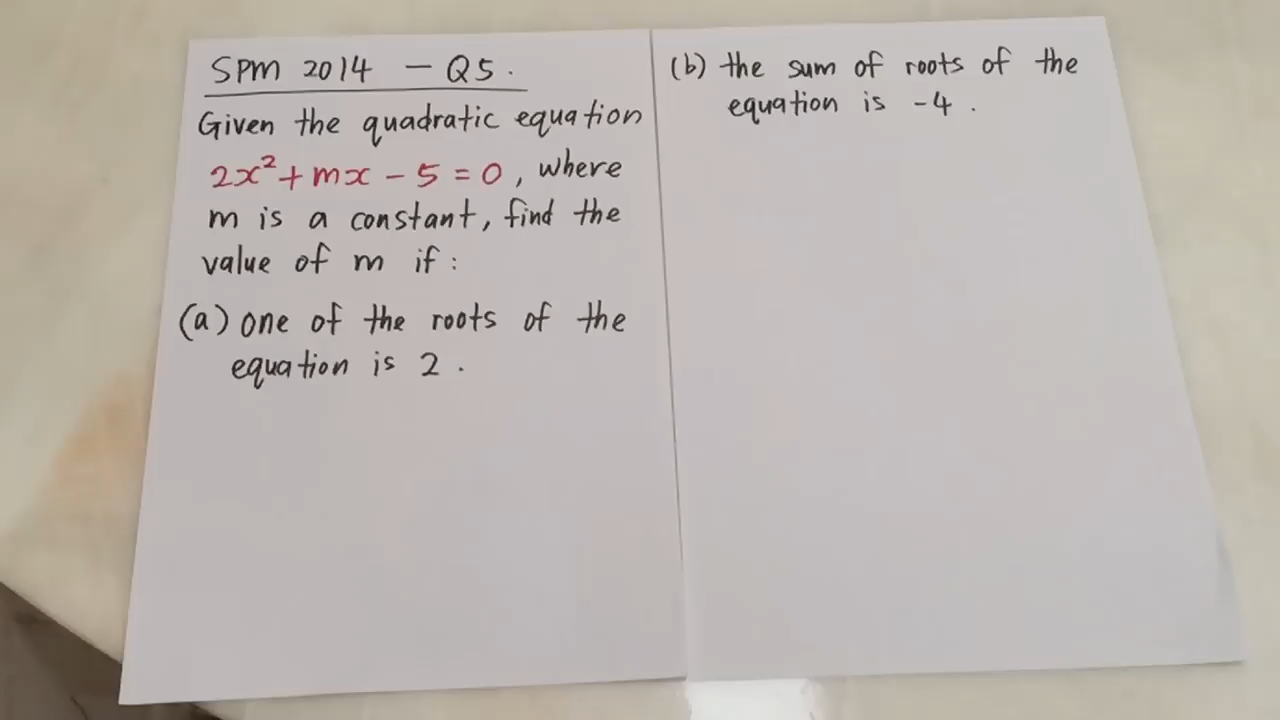 SPM 2014 - Q5.
Given the quadratic equation
2x² + mx - 5 = 0, where
m is a constant, find the
value of m if :
(a) one of the roots of the
equation is 2 .
(b) the sum of roots of the
equation is -4 .